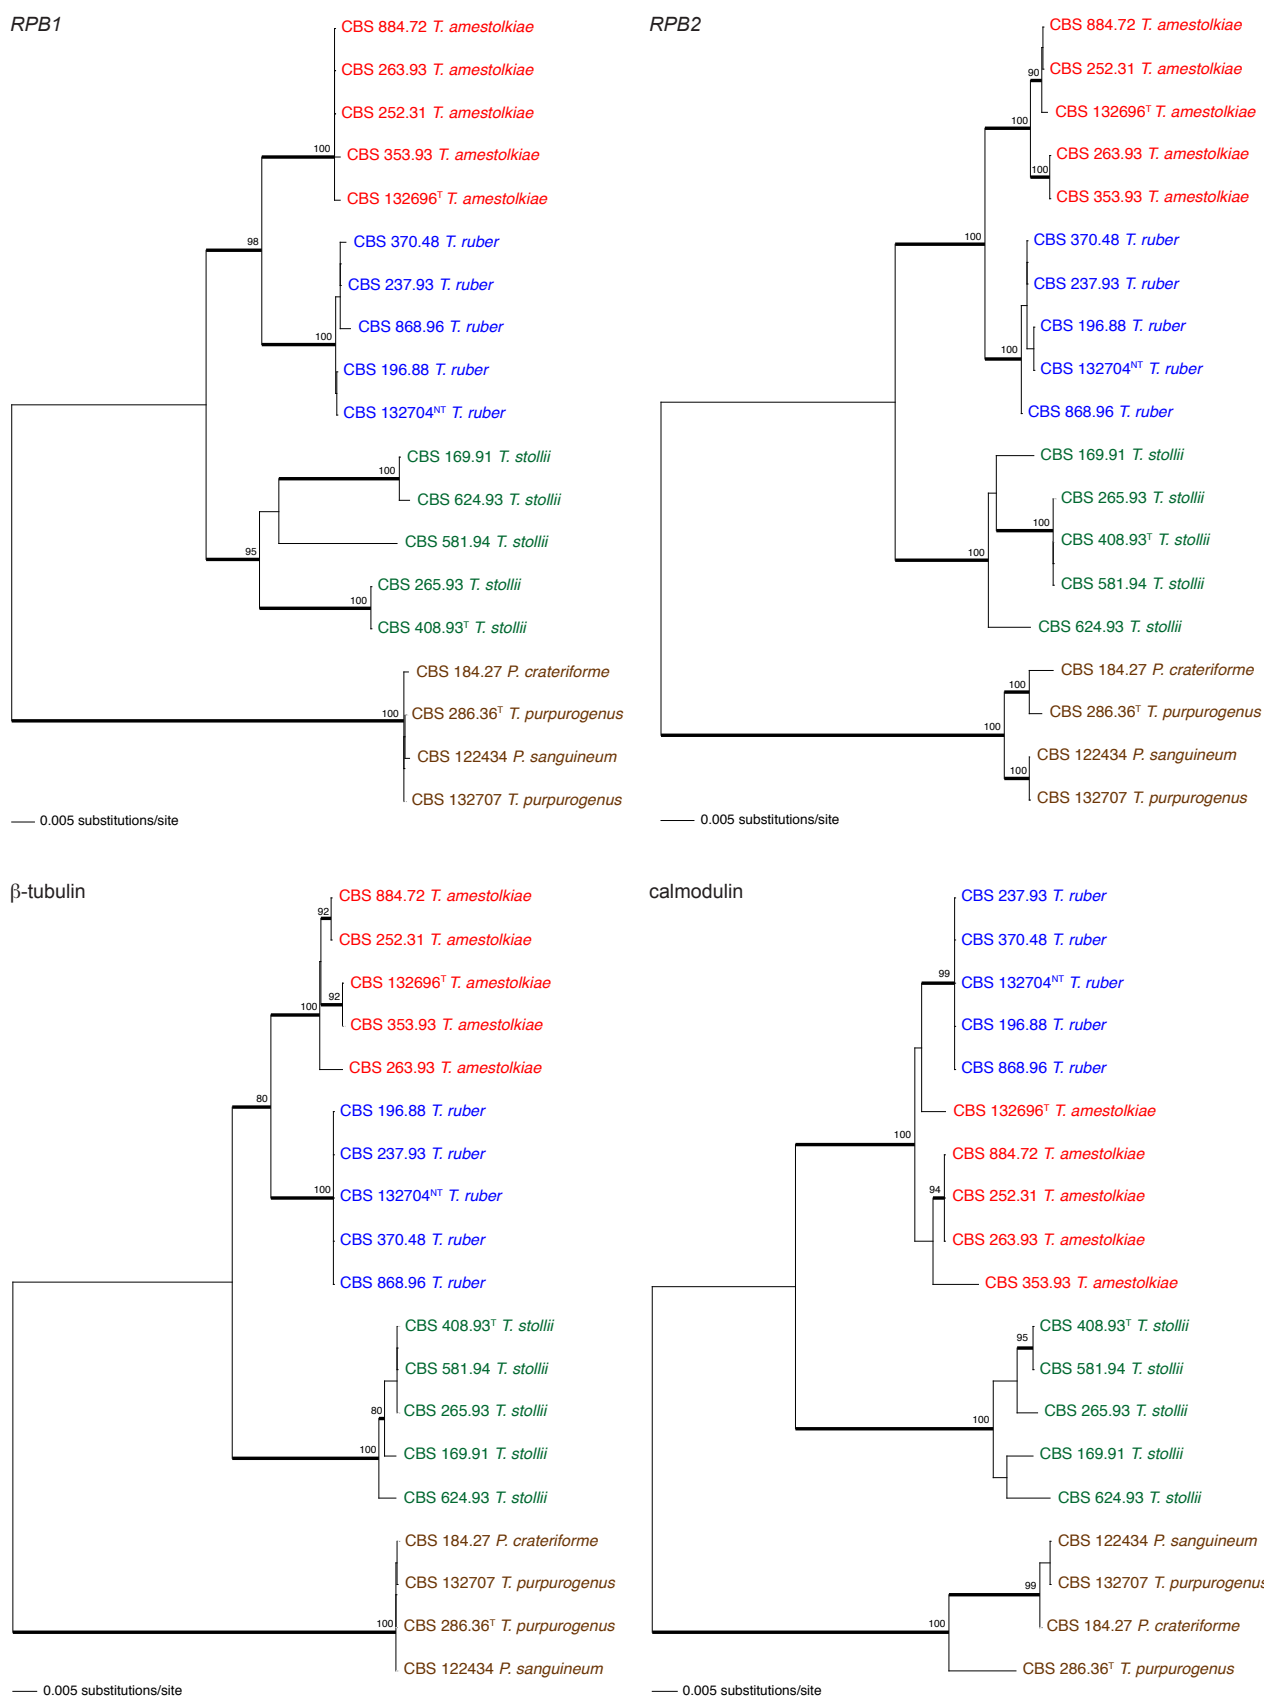 RPB1
CBS 884.72 T. amestolkiae
CBS 263.93 T. amestolkiae
CBS 252.31 T. amestolkiae
100
CBS 353.93 T. amestolkiae
CBS 132696T T. amestolkiae
98
CBS 370.48 T. ruber
CBS 237.93 T. ruber
CBS 868.96 T. ruber
100
CBS 196.88 T. ruber
CBS 132704NT T. ruber
CBS 169.91 T. stollii
100
CBS 624.93 T. stollii
CBS 581.94 T. stollii
95
CBS 265.93 T. stollii
100
CBS 408.93T T. stollii
CBS 184.27 P. crateriforme
100
CBS 286.36T T. purpurogenus
CBS 122434 P. sanguineum
CBS 132707 T. purpurogenus
0.005 substitutions/site
RPB2
CBS 884.72 T. amestolkiae
90
CBS 252.31 T. amestolkiae
CBS 132696T T. amestolkiae
100
CBS 263.93 T. amestolkiae
100
CBS 353.93 T. amestolkiae
100
CBS 370.48 T. ruber
CBS 237.93 T. ruber
CBS 196.88 T. ruber
100
CBS 132704NT T. ruber
CBS 868.96 T. ruber
CBS 169.91 T. stollii
CBS 265.93 T. stollii
100
CBS 408.93T T. stollii
100
CBS 581.94 T. stollii
CBS 624.93 T. stollii
CBS 184.27 P. crateriforme
100
CBS 286.36T T. purpurogenus
100
CBS 122434 P. sanguineum
100
CBS 132707 T. purpurogenus
0.005 substitutions/site
β-tubulin
CBS 884.72 T. amestolkiae
92
CBS 252.31 T. amestolkiae
CBS 132696T T. amestolkiae
92
100
CBS 353.93 T. amestolkiae
CBS 263.93 T. amestolkiae
80
CBS 196.88 T. ruber
CBS 237.93 T. ruber
100
CBS 132704NT T. ruber
CBS 370.48 T. ruber
CBS 868.96 T. ruber
CBS 408.93T T. stollii
CBS 581.94 T. stollii
80
CBS 265.93 T. stollii
100
CBS 169.91 T. stollii
CBS 624.93 T. stollii
CBS 184.27 P. crateriforme
CBS 132707 T. purpurogenus
100
CBS 286.36T T. purpurogenus
CBS 122434 P. sanguineum
0.005 substitutions/site
calmodulin
CBS 237.93 T. ruber
CBS 370.48 T. ruber
99
CBS 132704NT T. ruber
CBS 196.88 T. ruber
CBS 868.96 T. ruber
CBS 132696T T. amestolkiae
100
CBS 884.72 T. amestolkiae
94
CBS 252.31 T. amestolkiae
CBS 263.93 T. amestolkiae
CBS 353.93 T. amestolkiae
CBS 408.93T T. stollii
95
CBS 581.94 T. stollii
CBS 265.93 T. stollii
100
CBS 169.91 T. stollii
CBS 624.93 T. stollii
CBS 122434 P. sanguineum
99
CBS 132707 T. purpurogenus
CBS 184.27 P. crateriforme
100
CBS 286.36T T. purpurogenus
0.005 substitutions/site